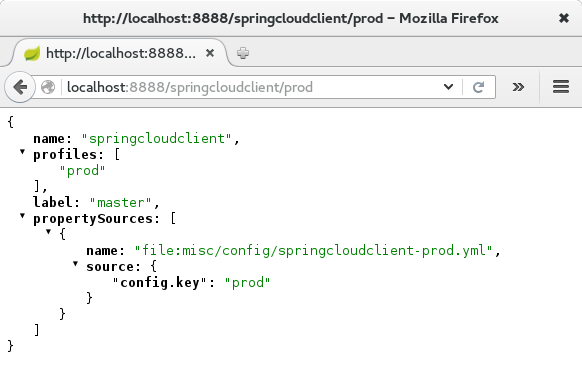 http://localhost:8888/springcloudclient/prod - Mozilla Firefox
http://localhost:8888...
localhost:8888/springcloudclient/prod
{
name: "springcloudclient",
profiles: [
"prod"
],
label: "master",
propertySources: [
{
name: "file:misc/config/springcloudclient-prod.yml",
source: {
"config.key": "prod"
}
}
]
}